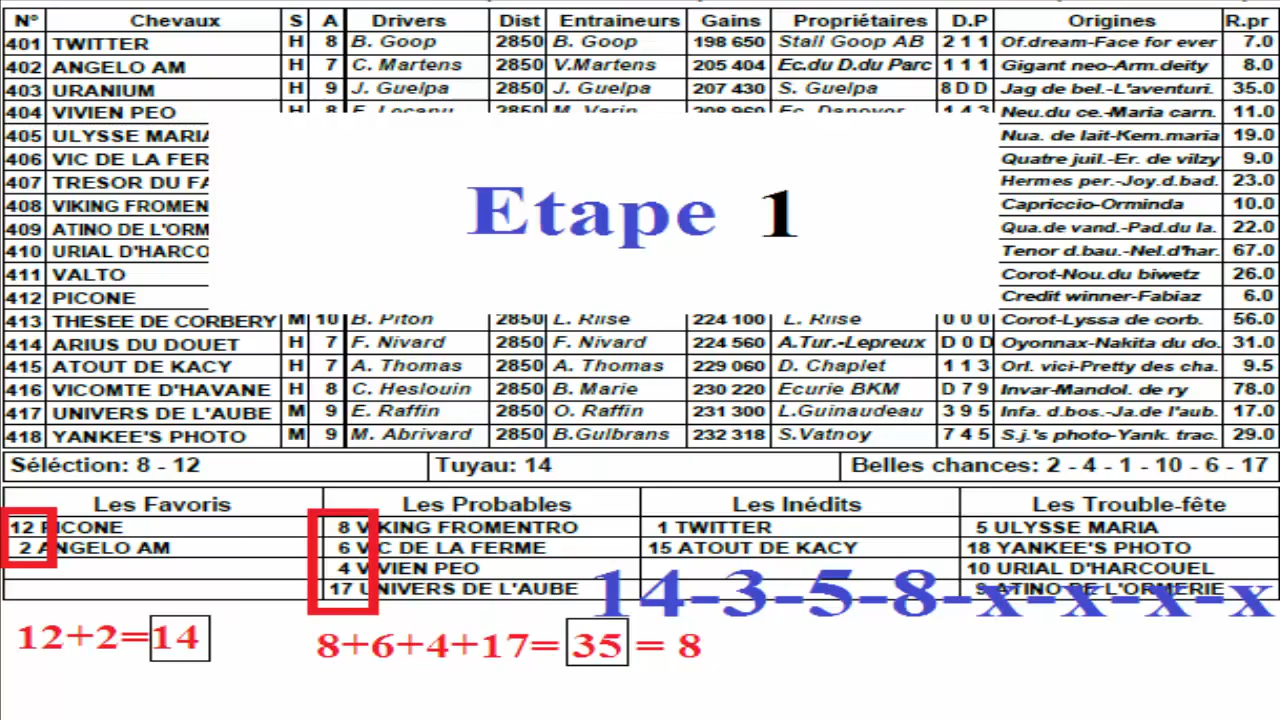 N° Chevaux S A Drivers Dist Entraineurs Gains Propriétaires D.P Origines R.pr
401 TWITTER H 8 B. Goop 2850 B. Goop 198 650 Stall Goop AB 2 1 1 Of.dream-Face for ever 7.0
402 ANGELO AM H 7 C. Martens 2850 V.Martens 205 404 Ec.du D.du Parc 1 1 1 Gigant neo-Arm.deity 8.0
403 URANIUM H 9 J. Guelpa 2850 J. Guelpa 207 430 S. Guelpa 8 D D Jag de bel.-L'aventuri. 35.0
404 VIVIEN PEO H 8 2850 M. Varin 1 4 3 Neu.du ce.-Maria carn. 11.0
405 ULYSSE MARIA Nua. de lait-Kem.maria 19.0
406 VIC DE LA FER Quatre juil.-Er. de vilzy 9.0
407 TRESOR DU FA Hermes per.-Joy.d.bad. 23.0
408 VIKING FROMEN Capriccio-Orminda 10.0
409 ATINO DE L'ORM Qua.de vand.-Pad.du la. 22.0
410 URIAL D'HARCO Tenor d.bau.-Nel.d'har. 67.0
411 VALTO Corot-Nou.du biwetz 26.0
412 PICONE Credit winner-Fabiaz 6.0
Etape 1
413 THESEE DE CORBERY M 10 B. Piton 2850 L. Riise 224 100 L. Riise 0 0 0 Corot-Lyssa de corb. 56.0
414 ARIUS DU DOUET H 7 F. Nivard 2850 F. Nivard 224 560 A.Tur.-Lepreux D 0 D Oyonnax-Nakita du do. 31.0
415 ATOUT DE KACY H 7 A. Thomas 2850 A. Thomas 229 060 D. Chaplet 1 1 3 Orl. vici-Pretty des cha. 9.5
416 VICOMTE D'HAVANE H 8 C. Heslouin 2850 B. Marie 230 220 Ecurie BKM D 7 9 Invar-Mandol. de ry 78.0
417 UNIVERS DE L'AUBE M 9 E. Raffin 2850 O. Raffin 231 300 L.Guinaudeau 3 9 5 Infa. d.bos.-Ja.de l'aub. 17.0
418 YANKEE'S PHOTO M 9 M. Abrivard 2850 B.Gulbrans 232 318 S.Vatnoy 7 4 5 S.j.'s photo-Yank. trac. 29.0
Séléction: 8 - 12 Tuyau: 14 Belles chances: 2 - 4 - 1 - 10 - 6 - 17
Les Favoris Les Probables Les Inédits Les Trouble-fête
12 PICONE 8 VIKING FROMENTRO 1 TWITTER 5 ULYSSE MARIA
2 ANGELO AM 6 VIC DE LA FERME 15 ATOUT DE KACY 18 YANKEE'S PHOTO
4 VIVIEN PEO 10 URIAL D'HARCOUEL
17 UNIVERS DE L'AUBE 9 ATINO DE L'ORMERIE
14-3-5-8-x-x-x-x
12+2=14 8+6+4+17= 35 = 8